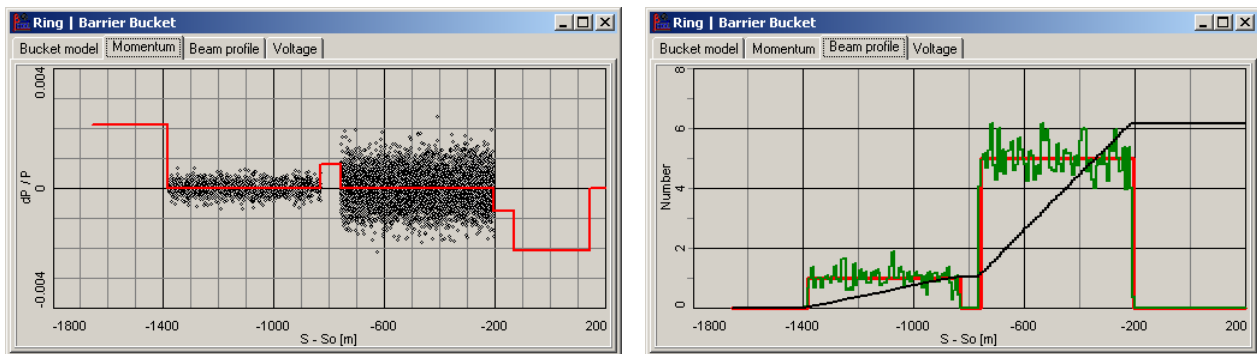 Ring | Barrier Bucket
Bucket model Momentum Beam profile Voltage
0.004
0
-0.004
dP / P
-1800 -1400 -1000 -600 -200 200
S - So [m]
Ring | Barrier Bucket
Bucket model Momentum Beam profile Voltage
8
6
4
2
0
Number
-1800 -1400 -1000 -600 -200 200
S - So [m]